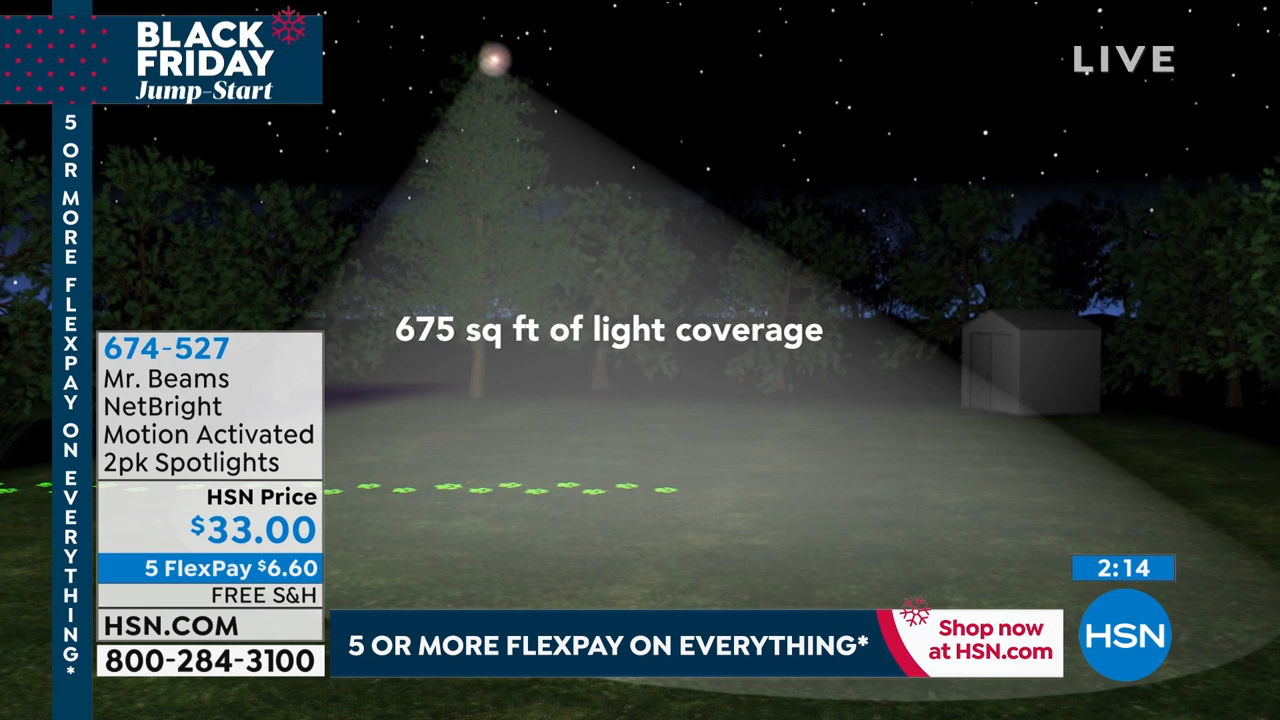 BLACK
FRIDAY
Jump-Start
LIVE
5 OR MORE FLEXPAY ON EVERYTHING*
675 sq ft of light coverage
674-527
Mr. Beams
NetBright
Motion Activated
2pk Spotlights
HSN Price
$33.00
5 FlexPay $6.60
FREE S&H
HSN.COM
800-284-3100
5 OR MORE FLEXPAY ON EVERYTHING*
Shop now
at HSN.com
2:14
HSN